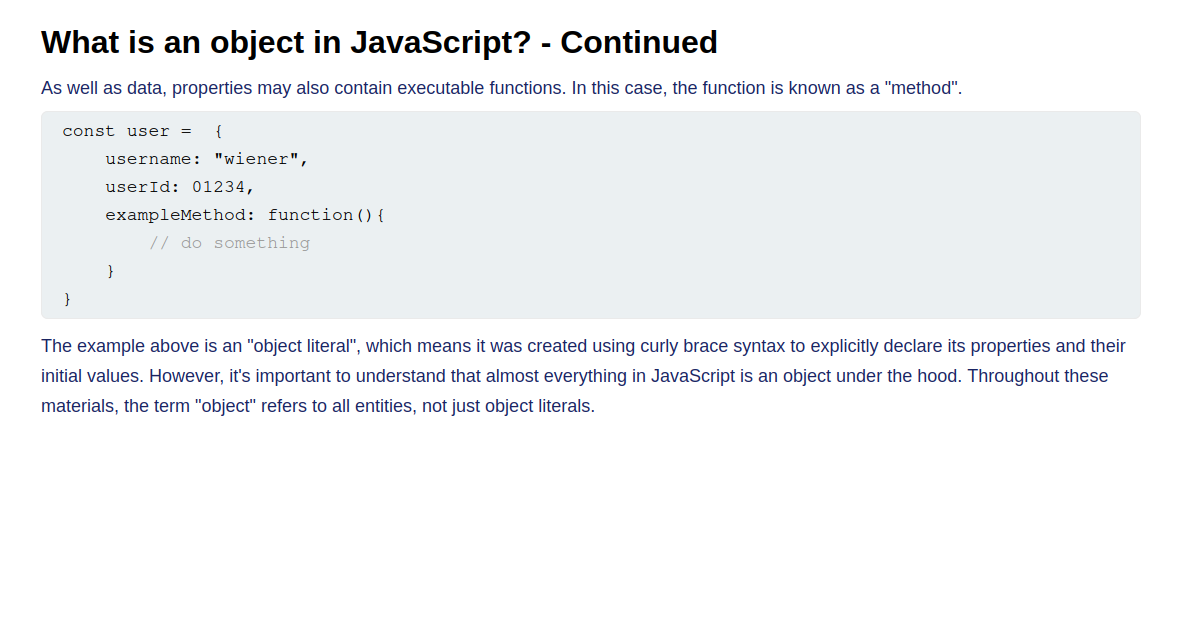 What is an object in JavaScript? - Continued
As well as data, properties may also contain executable functions. In this case, the function is known as a "method".
const user =  {
    username: "wiener",
    userId: 01234,
    exampleMethod: function(){
        // do something
    }
}
The example above is an "object literal", which means it was created using curly brace syntax to explicitly declare its properties and their
initial values. However, it's important to understand that almost everything in JavaScript is an object under the hood. Throughout these
materials, the term "object" refers to all entities, not just object literals.